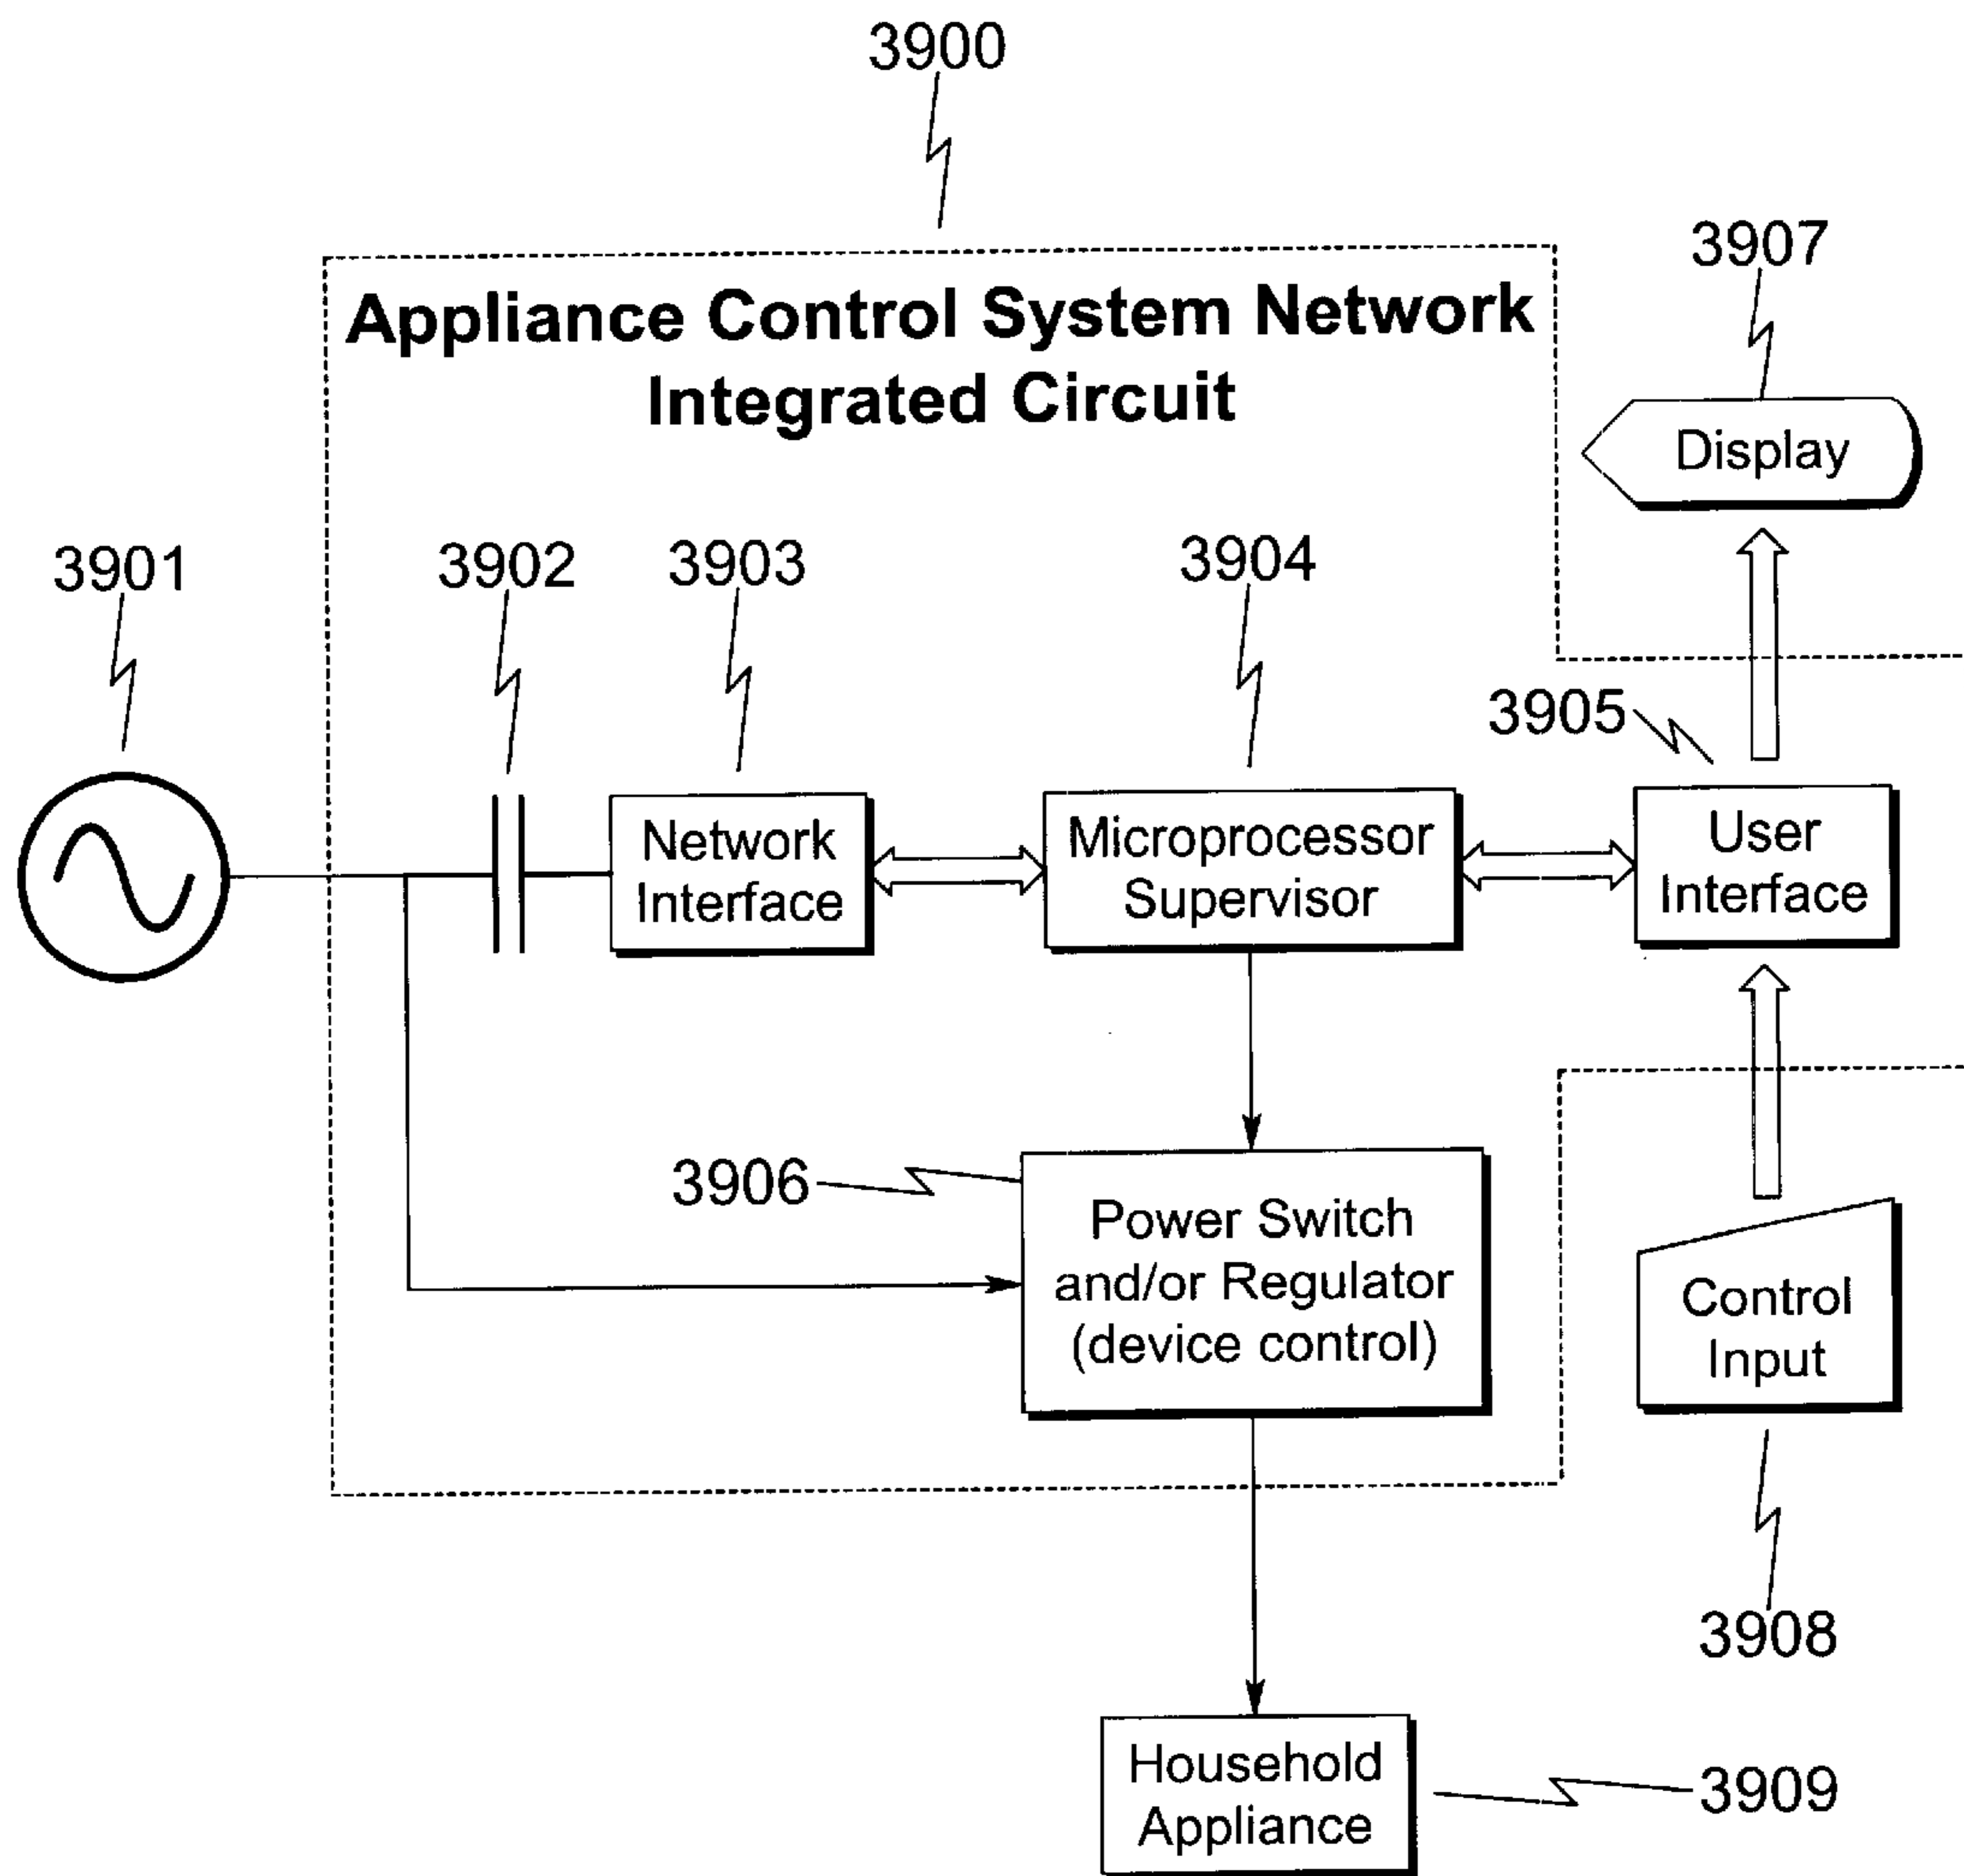 3900
3907
Appliance Control System Network
Integrated Circuit
Display
3901
3902
3903
3904
3905
Network
Interface
Microprocessor
Supervisor
User
Interface
3906
Power Switch
and/or Regulator
(device control)
Control
Input
3908
Household
Appliance
3909